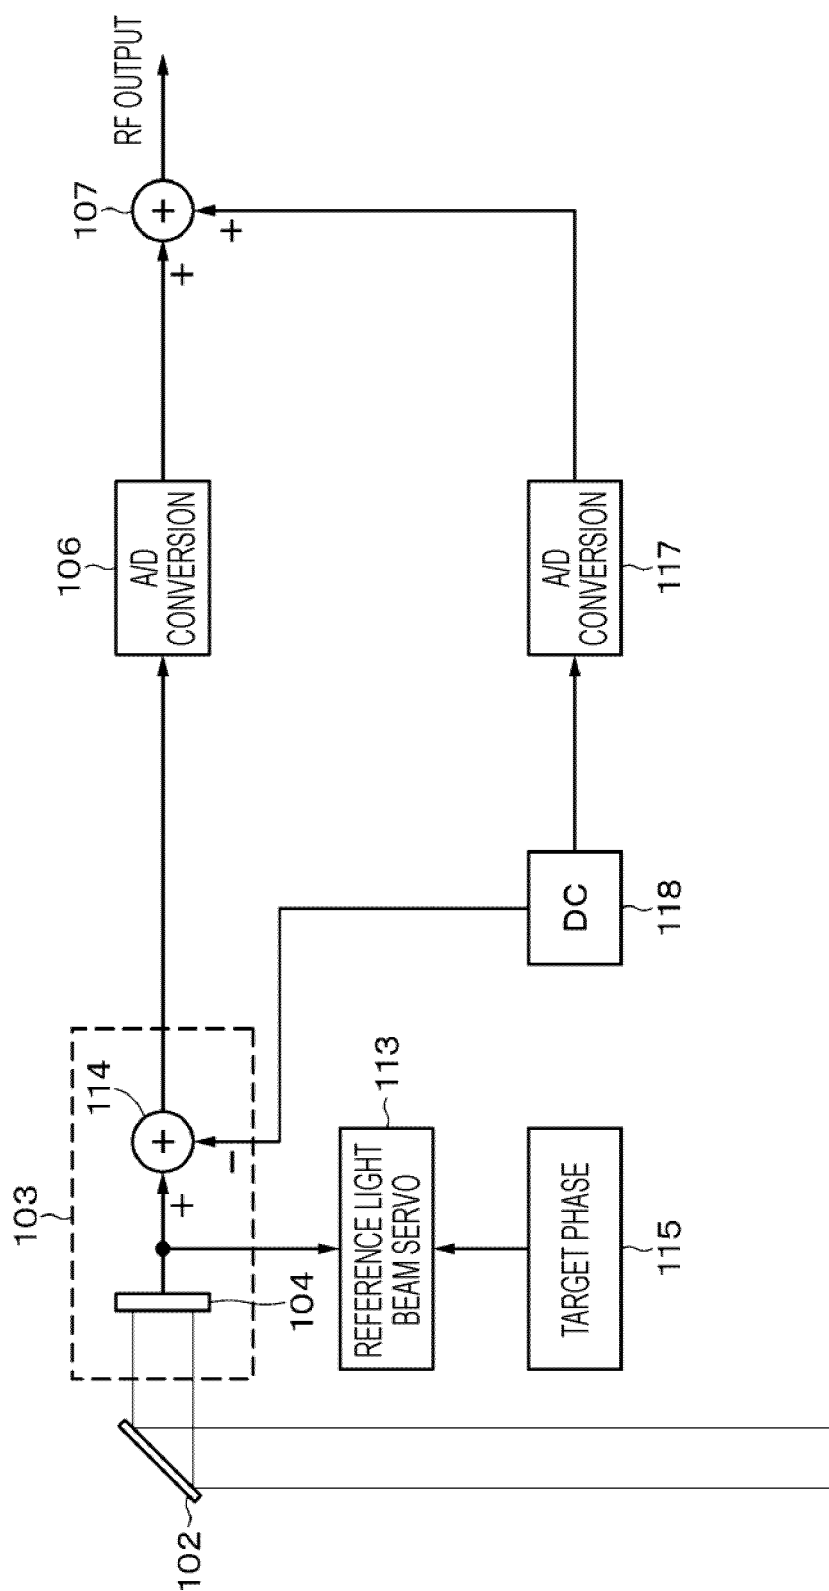 RF OUTPUT
107
+
+
+
106
A/D
CONVERSION
A/D
CONVERSION
117
DC
118
103
114
+
+
−
104
113
REFERENCE LIGHT
BEAM SERVO
TARGET PHASE
115
102